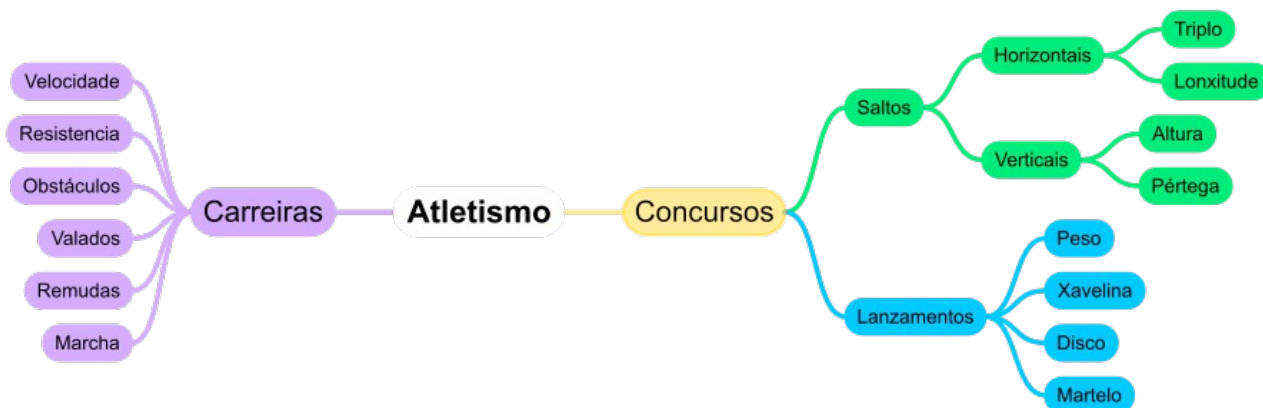 Atletismo
Carreiras
Velocidade
Resistencia
Obstáculos
Valados
Remudas
Marcha
Concursos
Saltos
Horizontais
Triplo
Lonxitude
Verticais
Altura
Pértega
Lanzamentos
Peso
Xavelina
Disco
Martelo